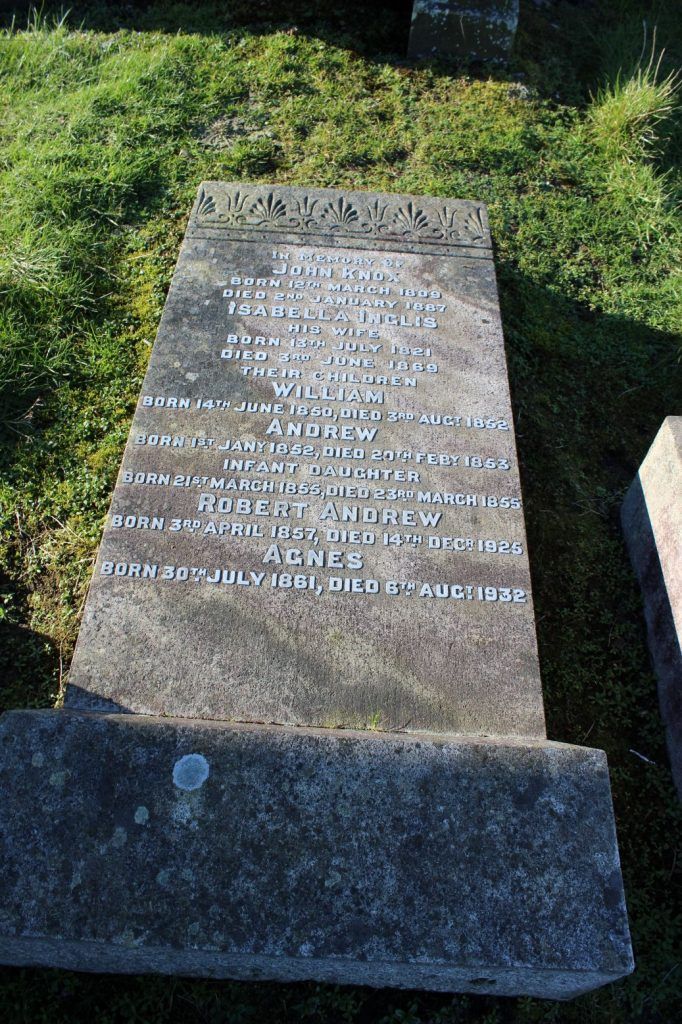 IN MEMORY OF
JOHN KNOX
BORN 12TH MARCH 1809
DIED 2ND JANUARY 1887
ISABELLA INGLIS
HIS WIFE
BORN 13TH JULY 1821
DIED 3RD JUNE 1869
THEIR CHILDREN
WILLIAM
BORN 14TH JUNE 1850, DIED 3RD AUGT 1852
ANDREW
BORN 1ST JANY 1852, DIED 20TH FEBY 1853
INFANT DAUGHTER
BORN 21ST MARCH 1855, DIED 23RD MARCH 1855
ROBERT ANDREW
BORN 3RD APRIL 1857, DIED 14TH DECR 1925
AGNES
BORN 30TH JULY 1861, DIED 6TH AUGT 1932